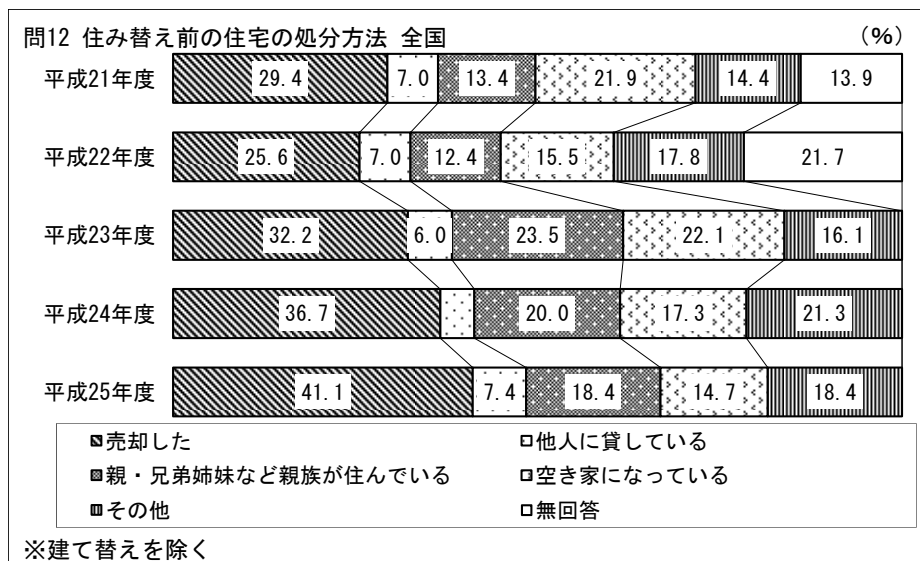 問12 住み替え前の住宅の処分方法 全国 (%)
平成21年度 29.4 7.0 13.4 21.9 14.4 13.9
平成22年度 25.6 7.0 12.4 15.5 17.8 21.7
平成23年度 32.2 6.0 23.5 22.1 16.1
平成24年度 36.7 20.0 17.3 21.3
平成25年度 41.1 7.4 18.4 14.7 18.4
売却した 他人に貸している
親・兄弟姉妹など親族が住んでいる 空き家になっている
その他 無回答
※建て替えを除く